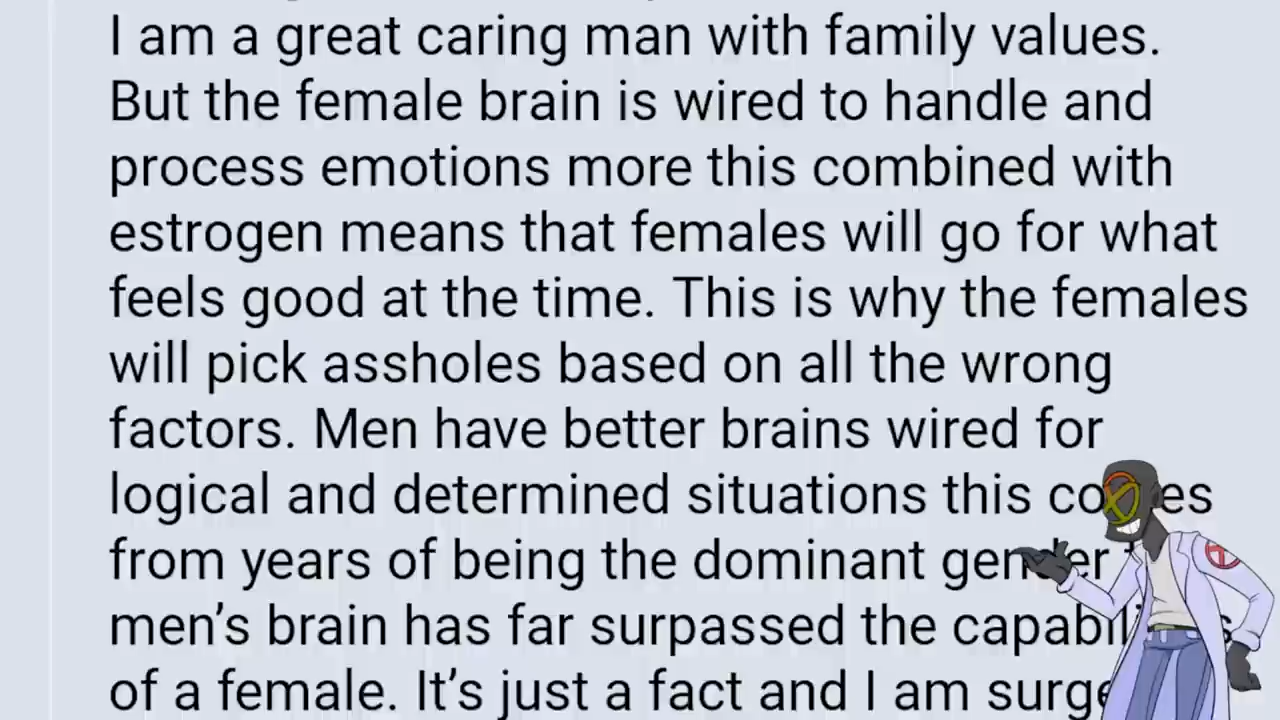 I am a great caring man with family values.
But the female brain is wired to handle and
process emotions more this combined with
estrogen means that females will go for what
feels good at the time. This is why the females
will pick assholes based on all the wrong
factors. Men have better brains wired for
logical and determined situations this
from years of being the dominant gender
men's brain has far surpassed the
of a female. It's just a fact and I am